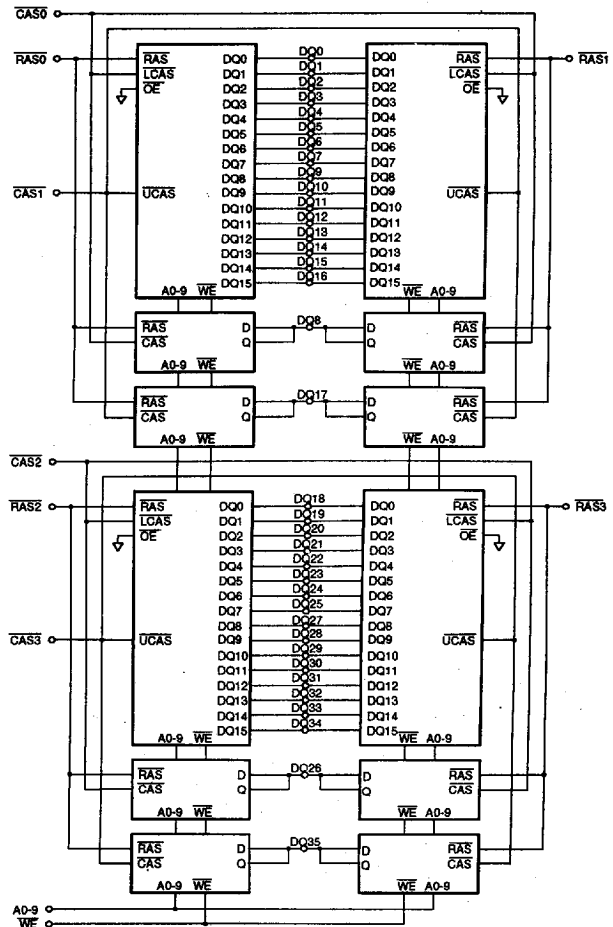 CAS0
RAS0 RAS DQ0 DQ0 DQ0 RAS RAS1
LCAS DQ1 DQ1 DQ1 LCAS
OE DQ2 DQ2 DQ2 OE
DQ3 DQ3 DQ3
DQ4 DQ4 DQ4
DQ5 DQ5 DQ5
DQ6 DQ6 DQ6
DQ7 DQ7 DQ7
DQ8 DQ9 DQ8
CAS1 UCAS DQ9 DQ10 DQ9 UCAS
DQ10 DQ11 DQ10
DQ11 DQ12 DQ11
DQ12 DQ13 DQ12
DQ13 DQ14 DQ13
DQ14 DQ15 DQ14
DQ15 DQ16 DQ15
A0-9 WE WE A0-9
RAS D DQ8 D RAS
CAS Q Q CAS
A0-9 WE WE A0-9
RAS D DQ17 D RAS
CAS Q Q CAS
A0-9 WE WE A0-9
CAS2
RAS2 RAS DQ0 DQ18 DQ0 RAS RAS3
LCAS DQ1 DQ19 DQ1 LCAS
OE DQ2 DQ20 DQ2 OE
DQ3 DQ21 DQ3
DQ4 DQ22 DQ4
DQ5 DQ23 DQ5
DQ6 DQ24 DQ6
DQ7 DQ25 DQ7
DQ8 DQ27 DQ8
CAS3 UCAS DQ9 DQ28 DQ9 UCAS
DQ10 DQ29 DQ10
DQ11 DQ30 DQ11
DQ12 DQ31 DQ12
DQ13 DQ32 DQ13
DQ14 DQ33 DQ14
DQ15 DQ34 DQ15
A0-9 WE WE A0-9
RAS D DQ26 D RAS
CAS Q Q CAS
A0-9 WE WE A0-9
RAS D DQ35 D RAS
CAS Q Q CAS
A0-9 WE WE A0-9
A0-9
WE